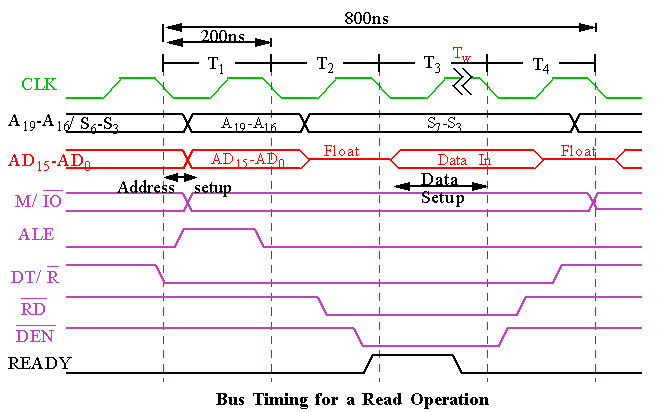 800ns
200ns
T1 T2 T3 Tw T4
CLK
A19-A16/ S6-S3 A19-A16 S7-S3
AD15-AD0 AD15-AD0 Float Data In Float
Address setup Data Setup
M/ IO
ALE
DT/ R
RD
DEN
READY
Bus Timing for a Read Operation